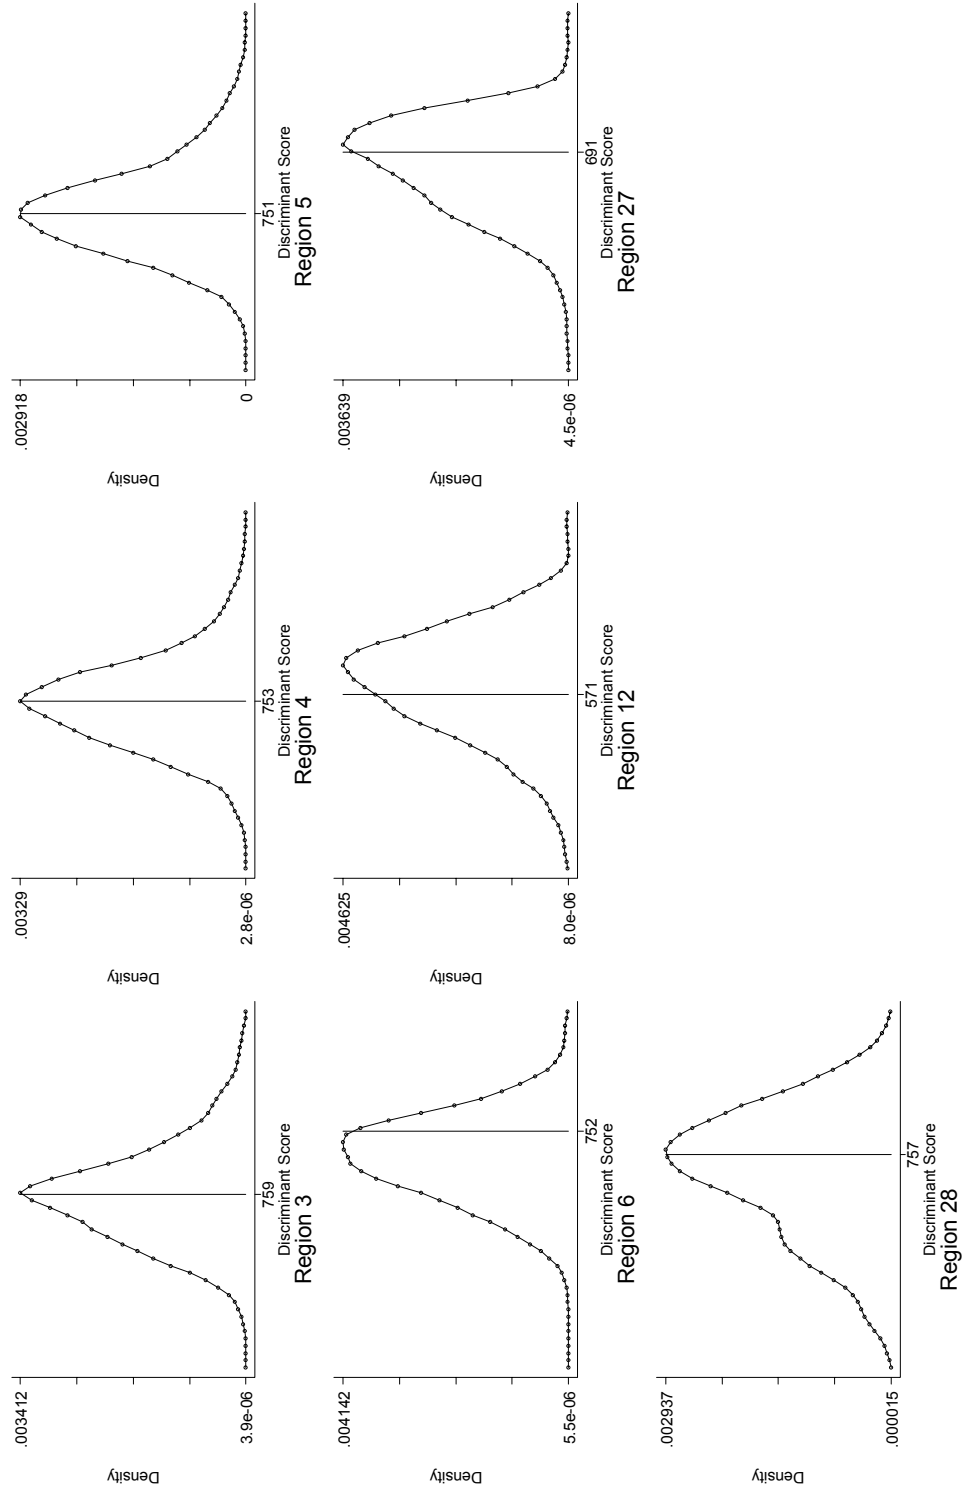 Density
.003412
3.9e-06
759
Discriminant Score
Region 3
Density
.00329
2.8e-06
753
Discriminant Score
Region 4
Density
.002918
0
751
Discriminant Score
Region 5
Density
.004142
5.5e-06
752
Discriminant Score
Region 6
Density
.004625
8.0e-06
571
Discriminant Score
Region 12
Density
.003639
4.5e-06
691
Discriminant Score
Region 27
Density
.002937
.000015
757
Discriminant Score
Region 28